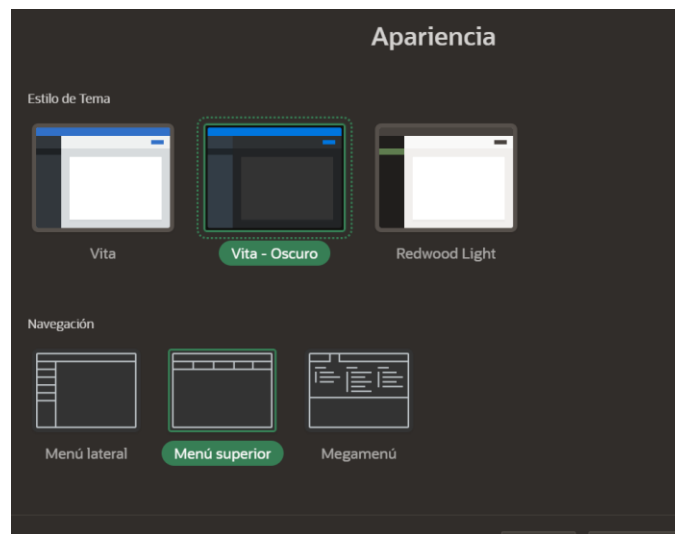 Apariencia
Estilo de Tema
Vita
Vita - Oscuro
Redwood Light
Navegación
Menú lateral
Menú superior
Megamenú